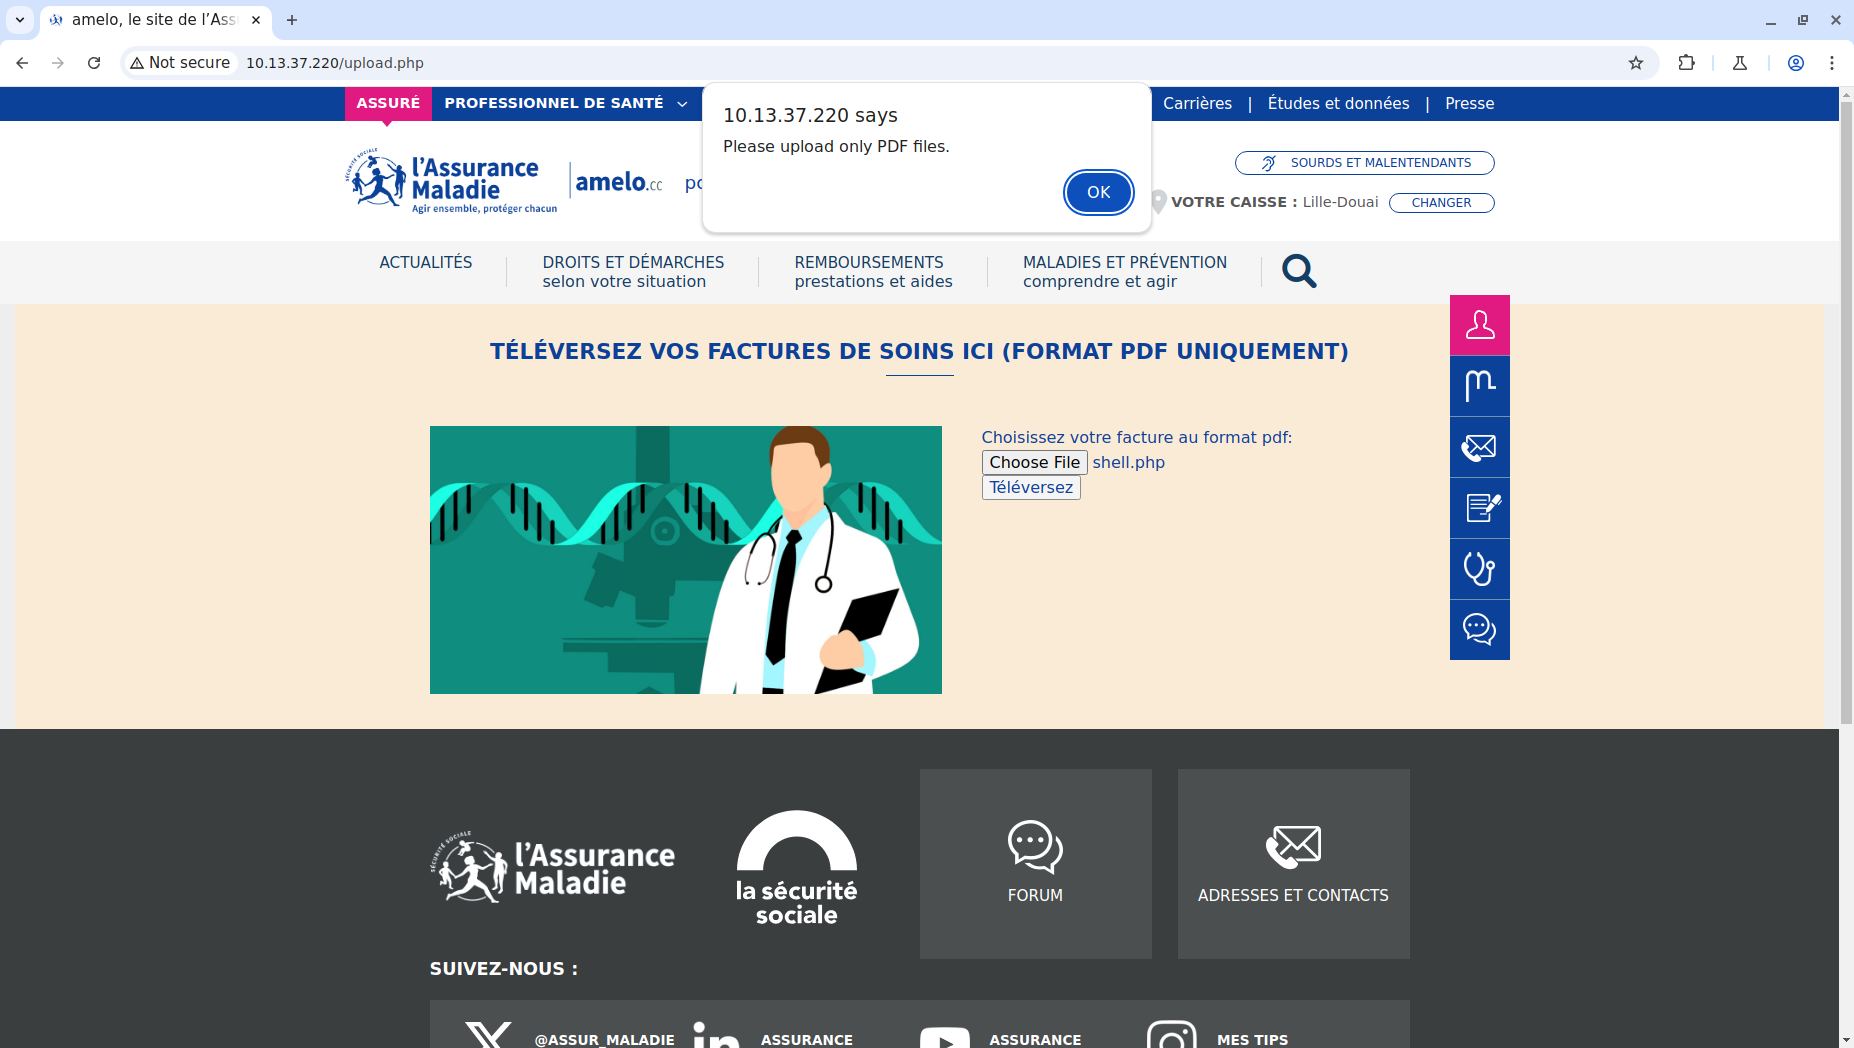 amelo, le site de l'Ass
Not secure
10.13.37.220/upload.php
ASSURÉ
PROFESSIONNEL DE SANTÉ
Carrières | Études et données | Presse
10.13.37.220 says
Please upload only PDF files.
OK
SÉCURITÉ SOCIALE
l'Assurance
Maladie
Agir ensemble, protéger chacun
amelo.cc
po
SOURDS ET MALENTENDANTS
VOTRE CAISSE : Lille-Douai
CHANGER
ACTUALITÉS
DROITS ET DÉMARCHES
selon votre situation
REMBOURSEMENTS
prestations et aides
MALADIES ET PRÉVENTION
comprendre et agir
TÉLÉVERSEZ VOS FACTURES DE SOINS ICI (FORMAT PDF UNIQUEMENT)
Choisissez votre facture au format pdf:
Choose File shell.php
Téléversez
SÉCURITÉ SOCIALE
l'Assurance
Maladie
la sécurité
sociale
FORUM
ADRESSES ET CONTACTS
SUIVEZ-NOUS :
@ASSUR_MALADIE
ASSURANCE
ASSURANCE
MES TIPS